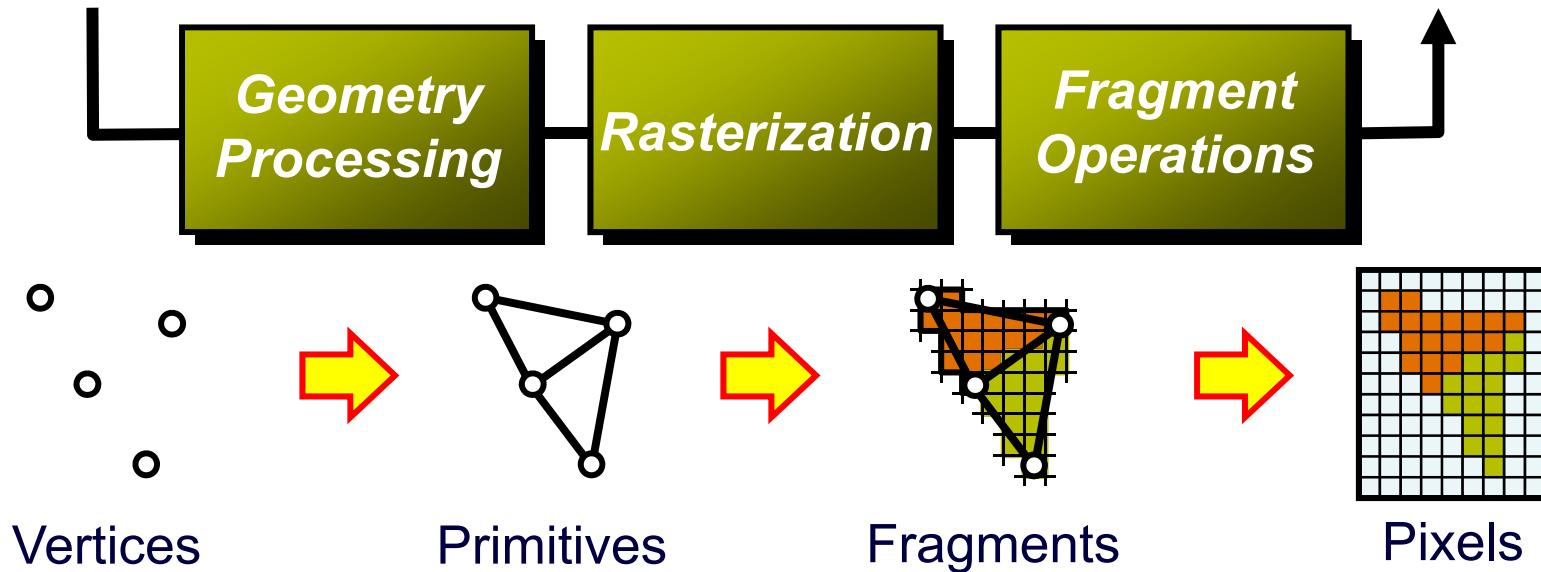 Geometry
Processing
Rasterization
Fragment
Operations
Vertices
Primitives
Fragments
Pixels